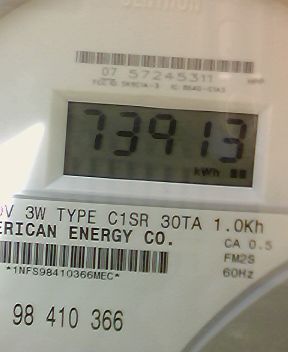 CENTRON
07 57245311
73913
kWh
V 3W TYPE C1SR 30TA 1.0Kh
ERICAN ENERGY CO.
CA 0.5
FM2S
60Hz
*1NFS98410366MEC*
98 410 366